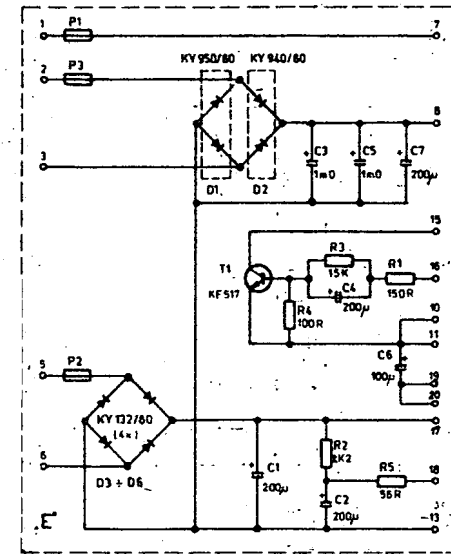 1 P1 7
2 P3 KY 950/80 KY 940/80
8
C3 1m0 C5 1m0 C7 200µ
3
D1 D2
15
R3 15K
T1 KF517
C4 200µ
R1 150R 16
R4 100R
10
11
C6 100µ
19
20
5 P2
17
KY 132/80
(4x)
R2 2K2
R5 56R 18
6
D3 ÷ D6
C1 200µ
C2 200µ
E
13